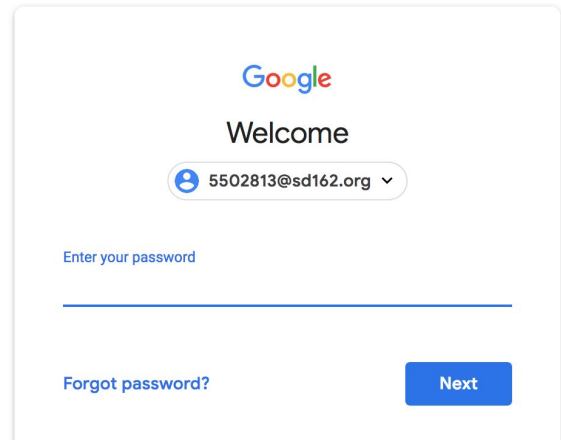 Google
Welcome
5502813@sd162.org
Enter your password
Forgot password?
Next